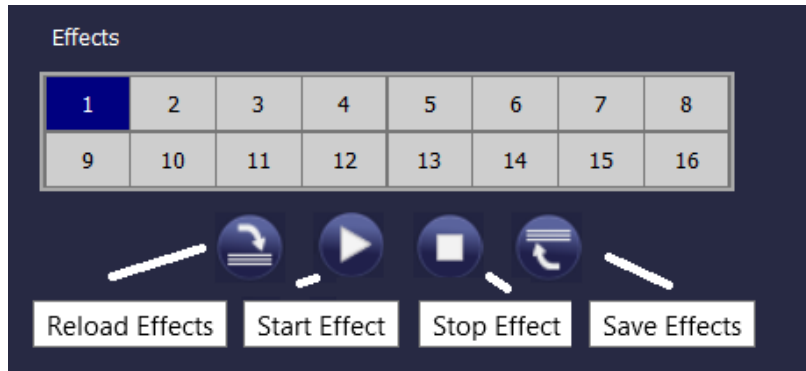 Effects
1 2 3 4 5 6 7 8
9 10 11 12 13 14 15 16
Reload Effects Start Effect Stop Effect Save Effects